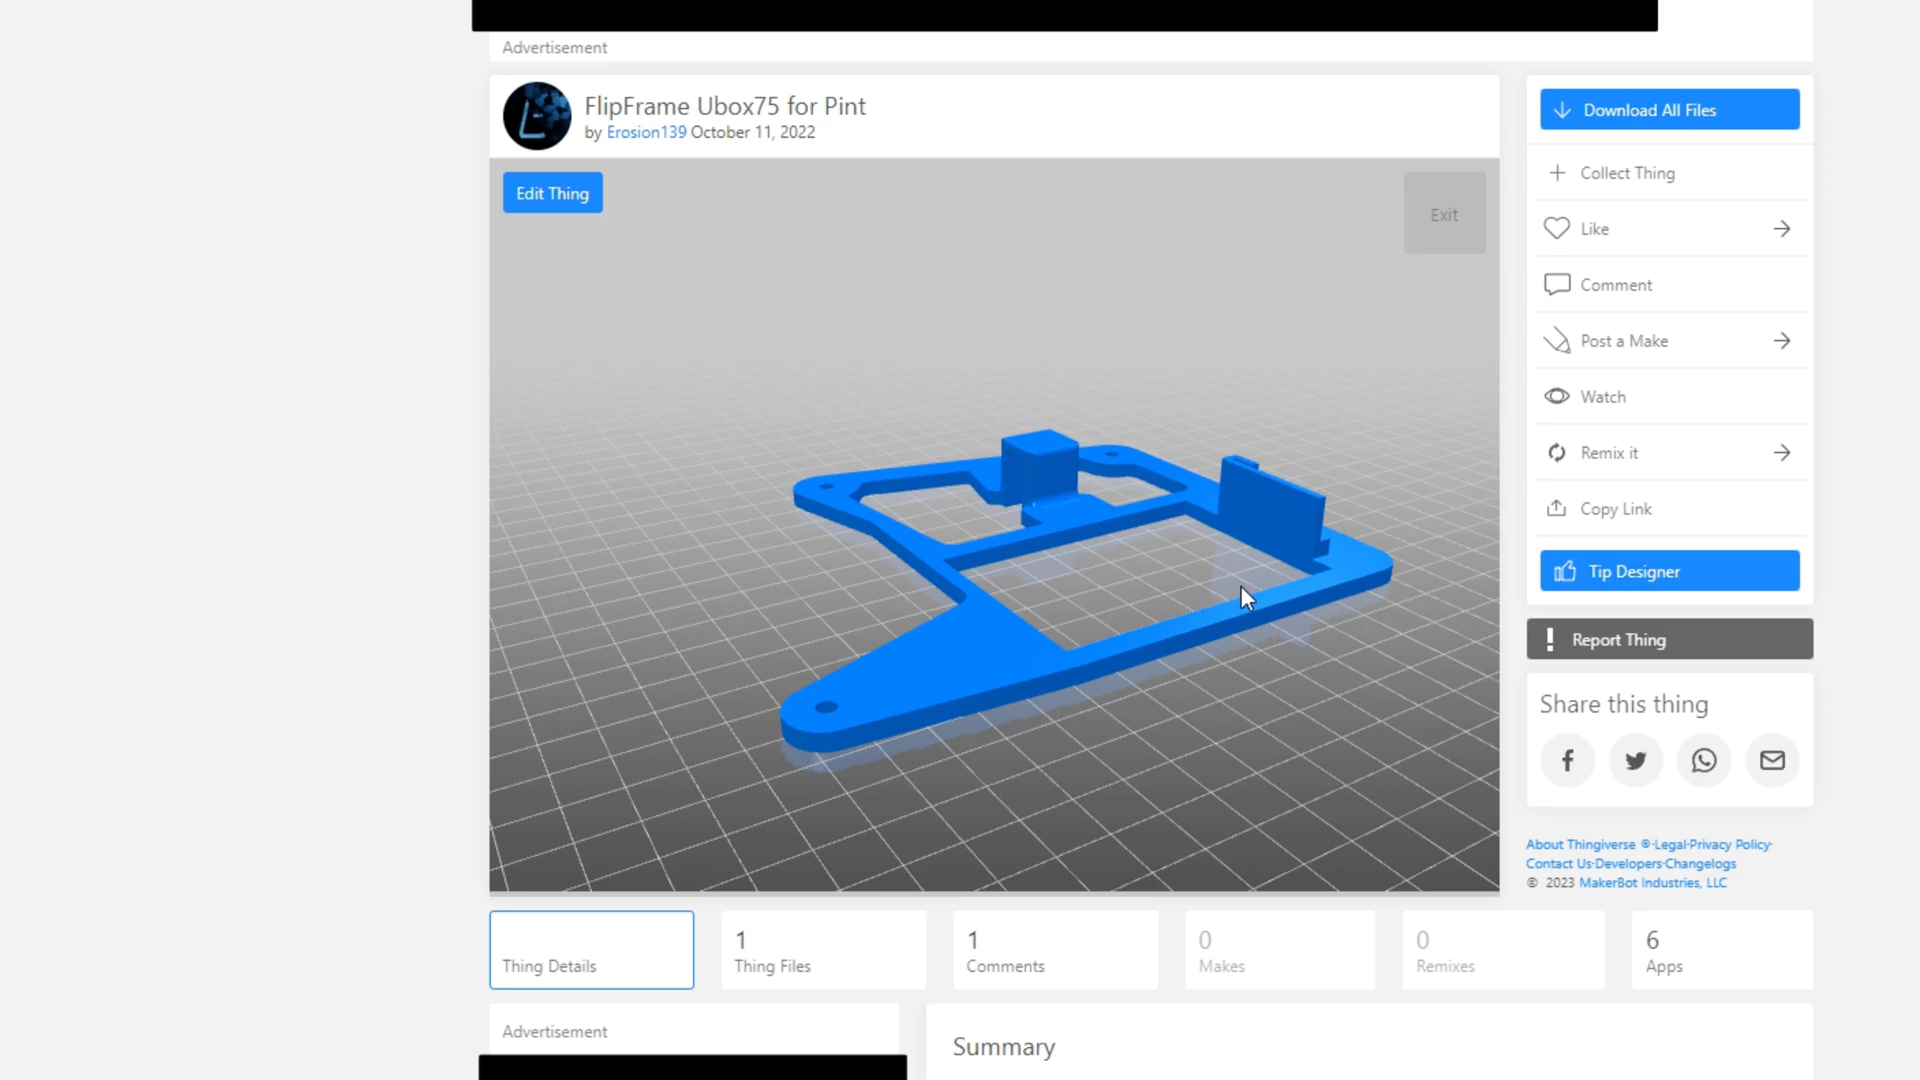 Advertisement
FlipFrame Ubox75 for Pint
by Erosion139 October 11, 2022
Edit Thing
Exit
Download All Files
Collect Thing
Like
Comment
Post a Make
Watch
Remix it
Copy Link
Tip Designer
Report Thing
Share this thing
About Thingiverse ®·Legal·Privacy Policy·
Contact Us·Developers·Changelogs
© 2023 MakerBot Industries, LLC
Thing Details
1
Thing Files
1
Comments
0
Makes
0
Remixes
6
Apps
Advertisement
Summary